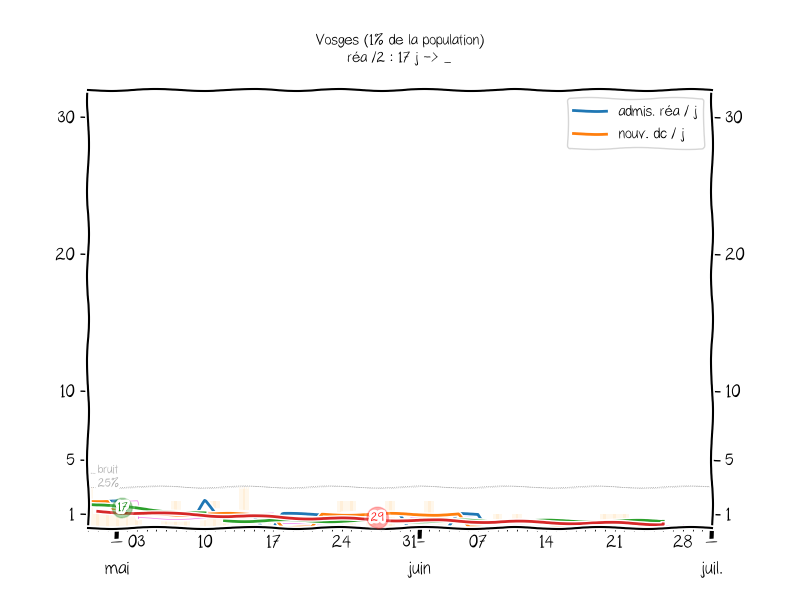 Vosges (1% de la population)
réa /2 : 17 j -> _
admis. réa / j
nouv. dc / j
30
30
20
20
10
10
5
5
bruit
25%
17
29
1
1
03 10 17 24 31 07 14 21 28
mai juin juil.